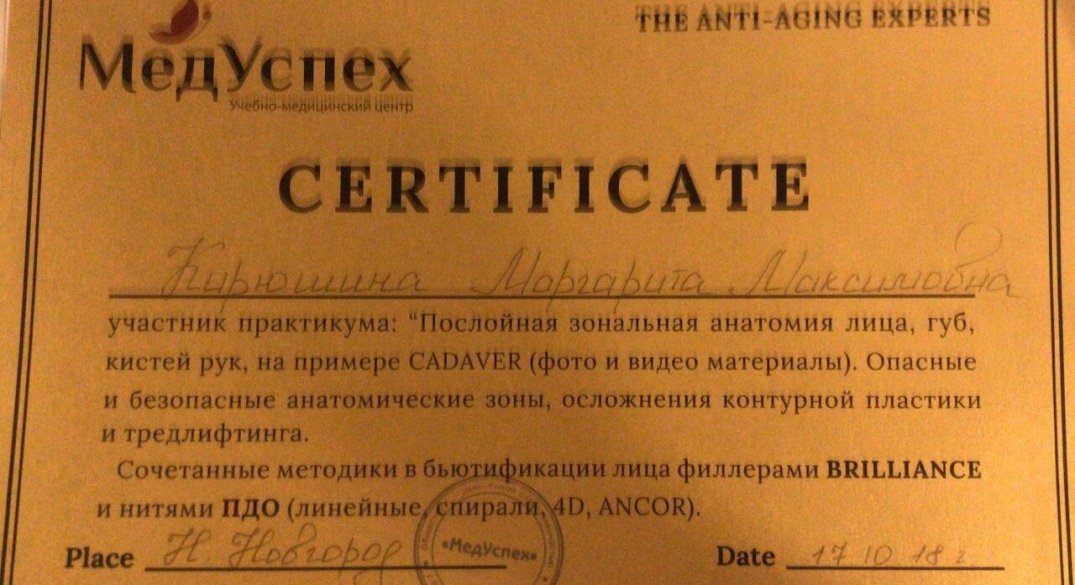 THE ANTI-AGING EXPERTS
МедУспех
Учебно-медицинский центр
CERTIFICATE
Кирюшина Маргарита Максимовна
участник практикума: “Послойная зональная анатомия лица, губ,
кистей рук, на примере CADAVER (фото и видео материалы). Опасные
и безопасные анатомические зоны, осложнения контурной пластики
и тредлифтинга.
Сочетанные методики в бьютификации лица филлерами BRILLIANCE
и нитями ПДО (линейные, спирали, 4D, ANCOR).
«МедУспех»
Place Н. Новгород Date 17.10.18 г.